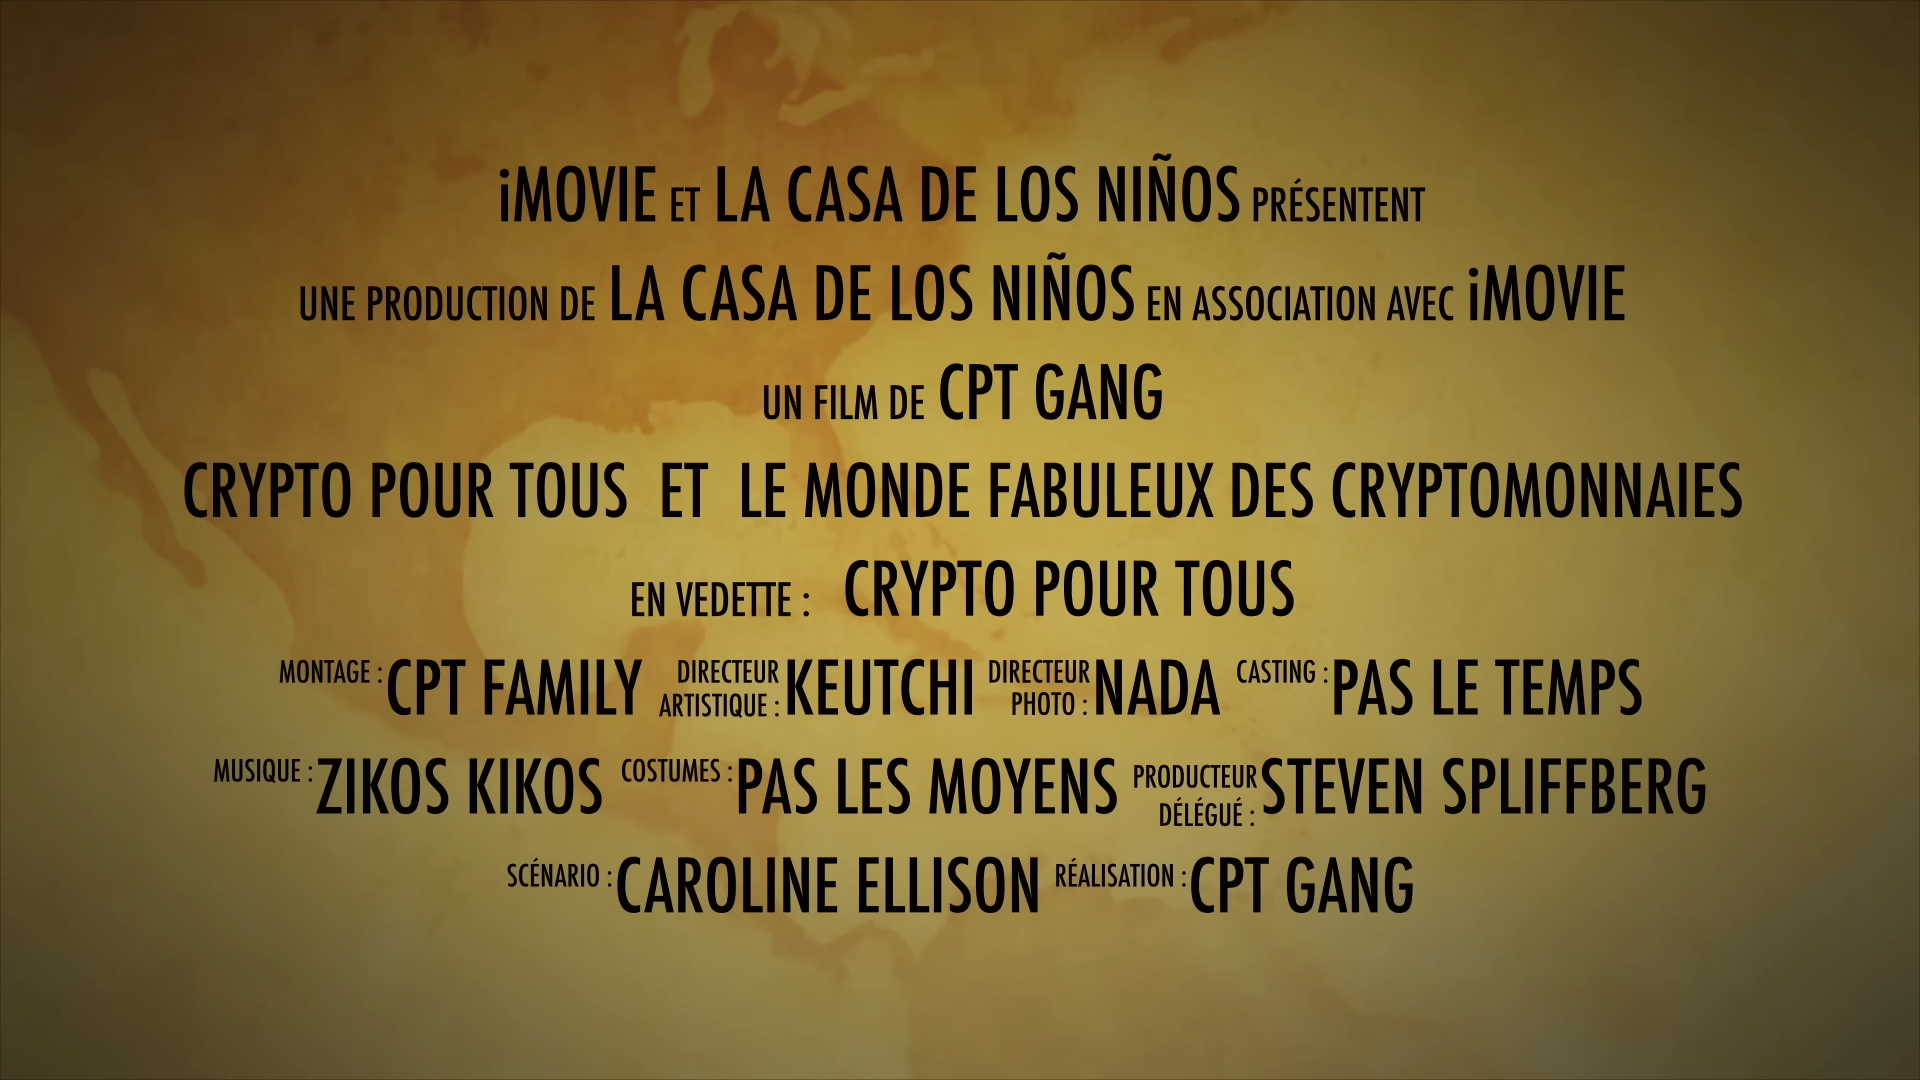 iMOVIE ET LA CASA DE LOS NIÑOS PRÉSENTENT
UNE PRODUCTION DE LA CASA DE LOS NIÑOS EN ASSOCIATION AVEC iMOVIE
UN FILM DE CPT GANG
CRYPTO POUR TOUS ET LE MONDE FABULEUX DES CRYPTOMONNAIES
EN VEDETTE : CRYPTO POUR TOUS
MONTAGE : CPT FAMILY DIRECTEUR ARTISTIQUE : KEUTCHI DIRECTEUR PHOTO : NADA CASTING : PAS LE TEMPS
MUSIQUE : ZIKOS KIKOS COSTUMES : PAS LES MOYENS PRODUCTEUR DÉLÉGUÉ : STEVEN SPLIFFBERG
SCÉNARIO : CAROLINE ELLISON RÉALISATION : CPT GANG